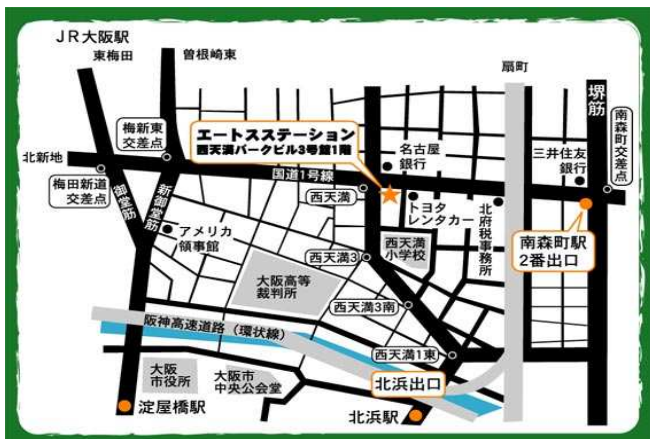 JR大阪駅
東梅田
曽根崎東
扇町
堺筋
南森町交差点
梅新東
交差点
エートスステーション
西天満パークビル3号館1階
名古屋
銀行
三井住友
銀行
北新地
国道1号線
梅田新道
交差点
御堂筋
新御堂筋
西天満
トヨタ
レンタカー
北府税事務所
アメリカ
領事館
西天満
小学校
南森町駅
2番出口
西天満3
大阪高等
裁判所
西天満3南
阪神高速道路（環状線）
西天満1東
大阪
市役所
大阪市
中央公会堂
北浜出口
淀屋橋駅
北浜駅